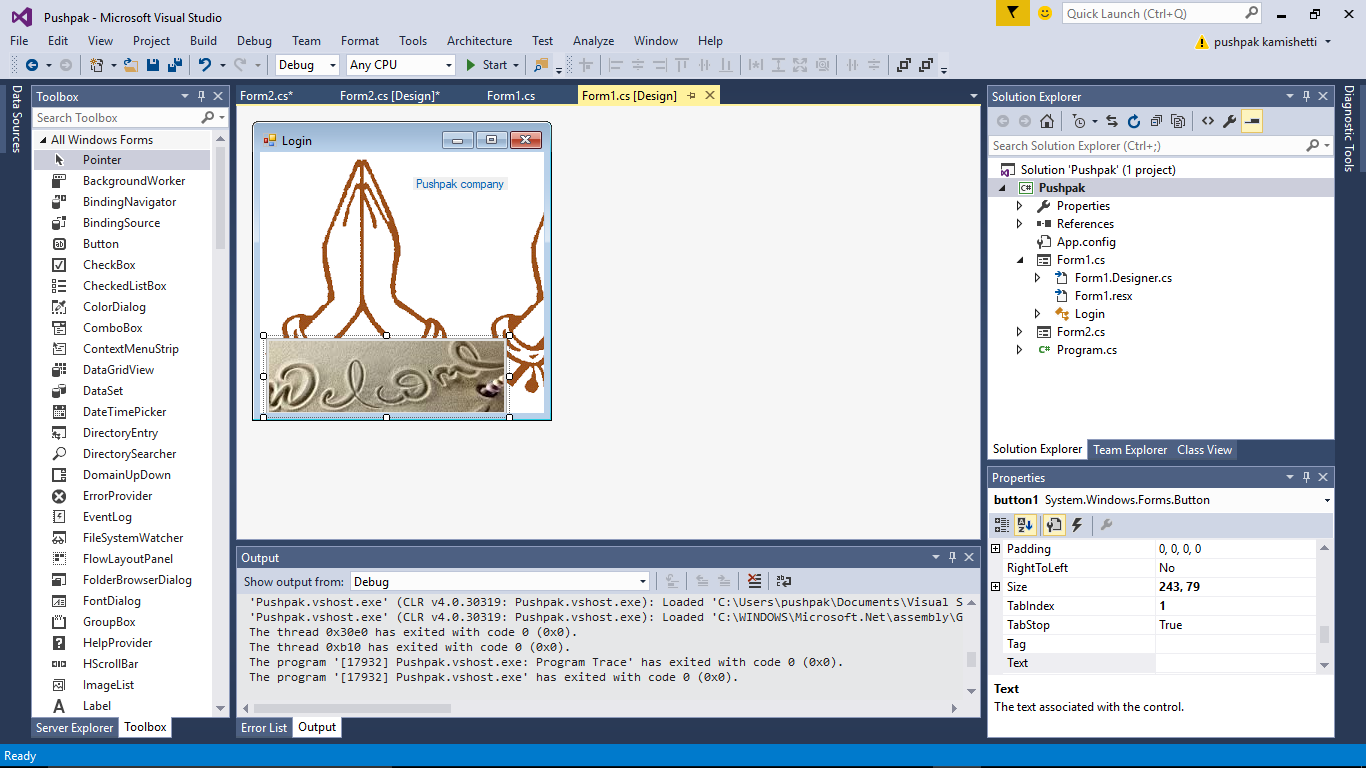 Pushpak - Microsoft Visual Studio
Quick Launch (Ctrl+Q)
File Edit View Project Build Debug Team Format Tools Architecture Test Analyze Window Help
pushpak kamishetti
Debug Any CPU Start
Data Sources
Toolbox
Search Toolbox
All Windows Forms
Pointer
BackgroundWorker
BindingNavigator
BindingSource
Button
CheckBox
CheckedListBox
ColorDialog
ComboBox
ContextMenuStrip
DataGridView
DataSet
DateTimePicker
DirectoryEntry
DirectorySearcher
DomainUpDown
ErrorProvider
EventLog
FileSystemWatcher
FlowLayoutPanel
FolderBrowserDialog
FontDialog
GroupBox
HelpProvider
HScrollBar
ImageList
Label
Server Explorer Toolbox
Form2.cs* Form2.cs [Design]* Form1.cs Form1.cs [Design]
Login
Pushpak company
Welcome
Output
Show output from: Debug
'Pushpak.vshost.exe' (CLR v4.0.30319: Pushpak.vshost.exe): Loaded 'C:\Users\pushpak\Documents\Visual S
'Pushpak.vshost.exe' (CLR v4.0.30319: Pushpak.vshost.exe): Loaded 'C:\WINDOWS\Microsoft.Net\assembly\G
The thread 0x30e0 has exited with code 0 (0x0).
The thread 0xb10 has exited with code 0 (0x0).
The program '[17932] Pushpak.vshost.exe: Program Trace' has exited with code 0 (0x0).
The program '[17932] Pushpak.vshost.exe' has exited with code 0 (0x0).
Error List Output
Solution Explorer
Search Solution Explorer (Ctrl+;)
Solution 'Pushpak' (1 project)
C# Pushpak
Properties
References
App.config
Form1.cs
Form1.Designer.cs
Form1.resx
Login
Form2.cs
C# Program.cs
Solution Explorer Team Explorer Class View
Properties
button1 System.Windows.Forms.Button
Padding 0, 0, 0, 0
RightToLeft No
Size 243, 79
TabIndex 1
TabStop True
Tag
Text
Text
The text associated with the control.
Diagnostic Tools
Ready